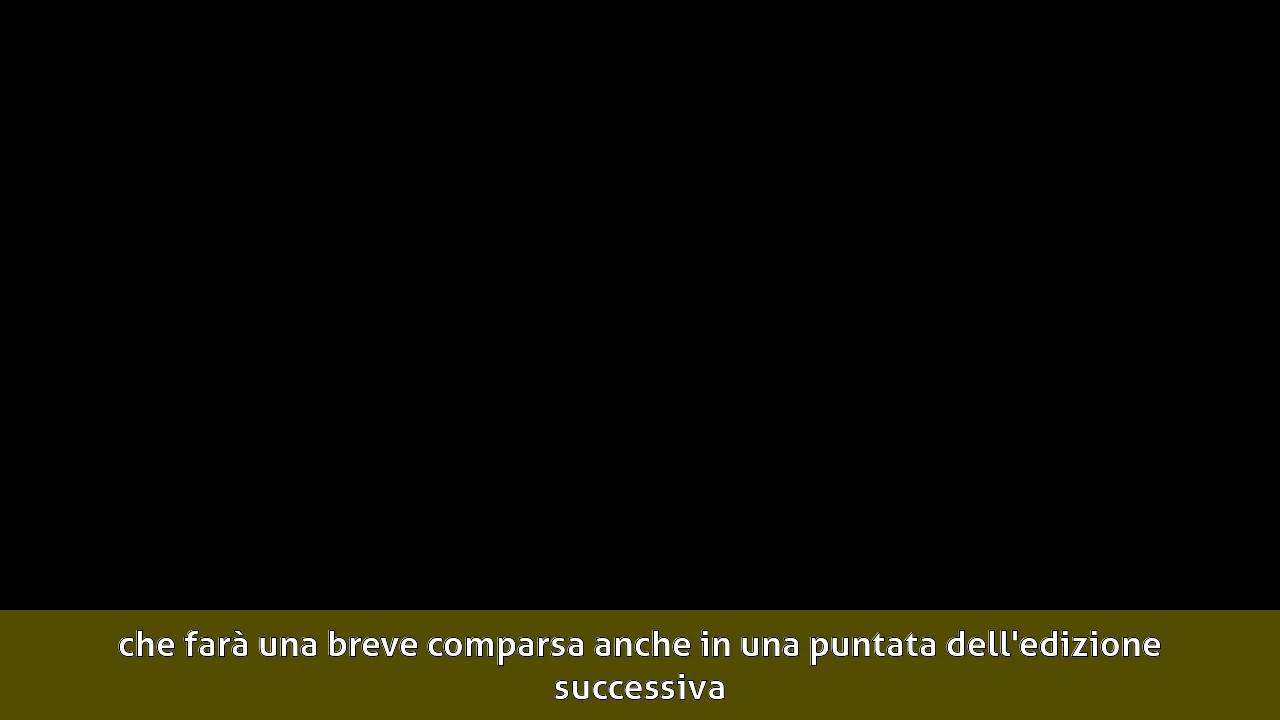 che farà una breve comparsa anche in una puntata dell'edizione
successiva